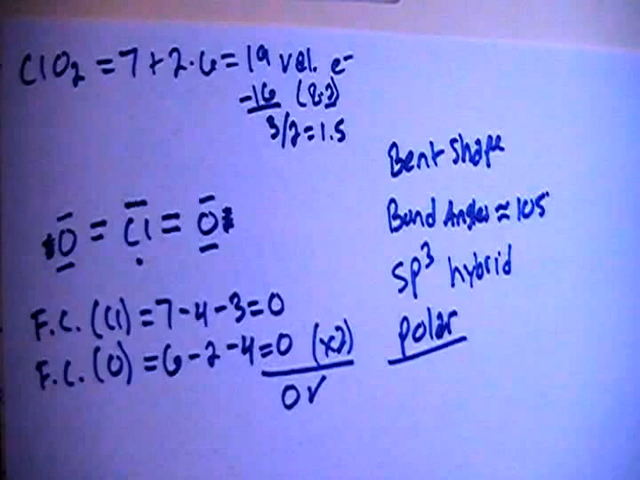 ClO2 = 7 + 2·6 = 19 val. e-
-16 (8·2)
3/2 = 1.5
O = Cl = O
F.C. (Cl) = 7 - 4 - 3 = 0
F.C. (O) = 6 - 2 - 4 = 0 (x2)
0 ✓
Bent Shape
Bond Angles ≈ 105°
sp3 hybrid
polar